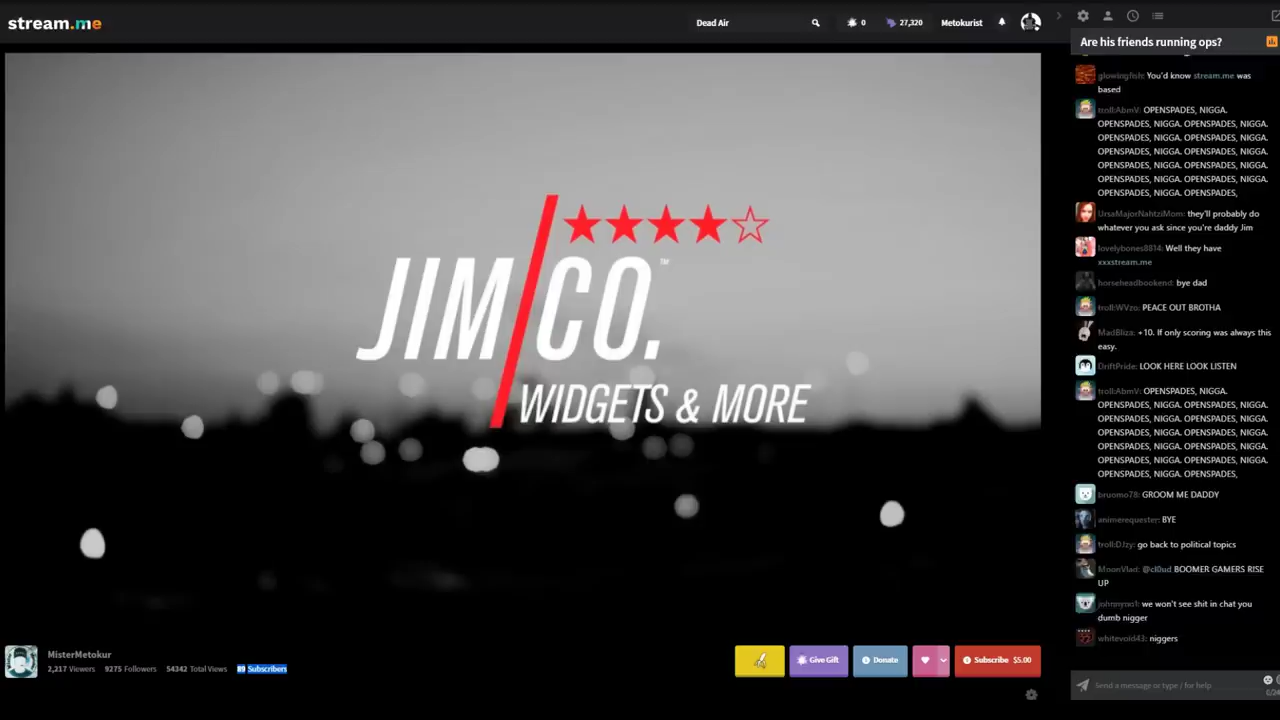 stream.me
Dead Air
0
27,320
Metokurist
Are his friends running ops?
glowingfish: You'd know stream.me was
based
troll:AbmV: OPENSPADES, NIGGA.
OPENSPADES, NIGGA. OPENSPADES, NIGGA.
OPENSPADES, NIGGA. OPENSPADES, NIGGA.
OPENSPADES, NIGGA. OPENSPADES, NIGGA.
OPENSPADES, NIGGA. OPENSPADES, NIGGA.
OPENSPADES, NIGGA. OPENSPADES, NIGGA.
OPENSPADES, NIGGA. OPENSPADES,
UrsaMajorNahtziMom: they'll probably do
whatever you ask since you're daddy Jim
lovelybones8814: Well they have
xxxstream.me
horseheadbookend: bye dad
troll:WVzo: PEACE OUT BROTHA
MadBliza: +10. If only scoring was always this
easy.
DriftPride: LOOK HERE LOOK LISTEN
troll:AbmV: OPENSPADES, NIGGA.
OPENSPADES, NIGGA. OPENSPADES, NIGGA.
OPENSPADES, NIGGA. OPENSPADES, NIGGA.
OPENSPADES, NIGGA. OPENSPADES, NIGGA.
OPENSPADES, NIGGA. OPENSPADES, NIGGA.
OPENSPADES, NIGGA. OPENSPADES, NIGGA.
OPENSPADES, NIGGA. OPENSPADES,
bruomo78: GROOM ME DADDY
animerequester: BYE
troll:DJzy: go back to political topics
MnonVlad: @cl0ud BOOMER GAMERS RISE
UP
johnnyno1: we won't see shit in chat you
dumb nigger
whitevoid43: niggers
Send a message or type / for help
JIM/CO.™
WIDGETS & MORE
MisterMetokur
2,217 Viewers 9275 Followers 54342 Total Views 89 Subscribers
Give Gift
Donate
Subscribe $5.00